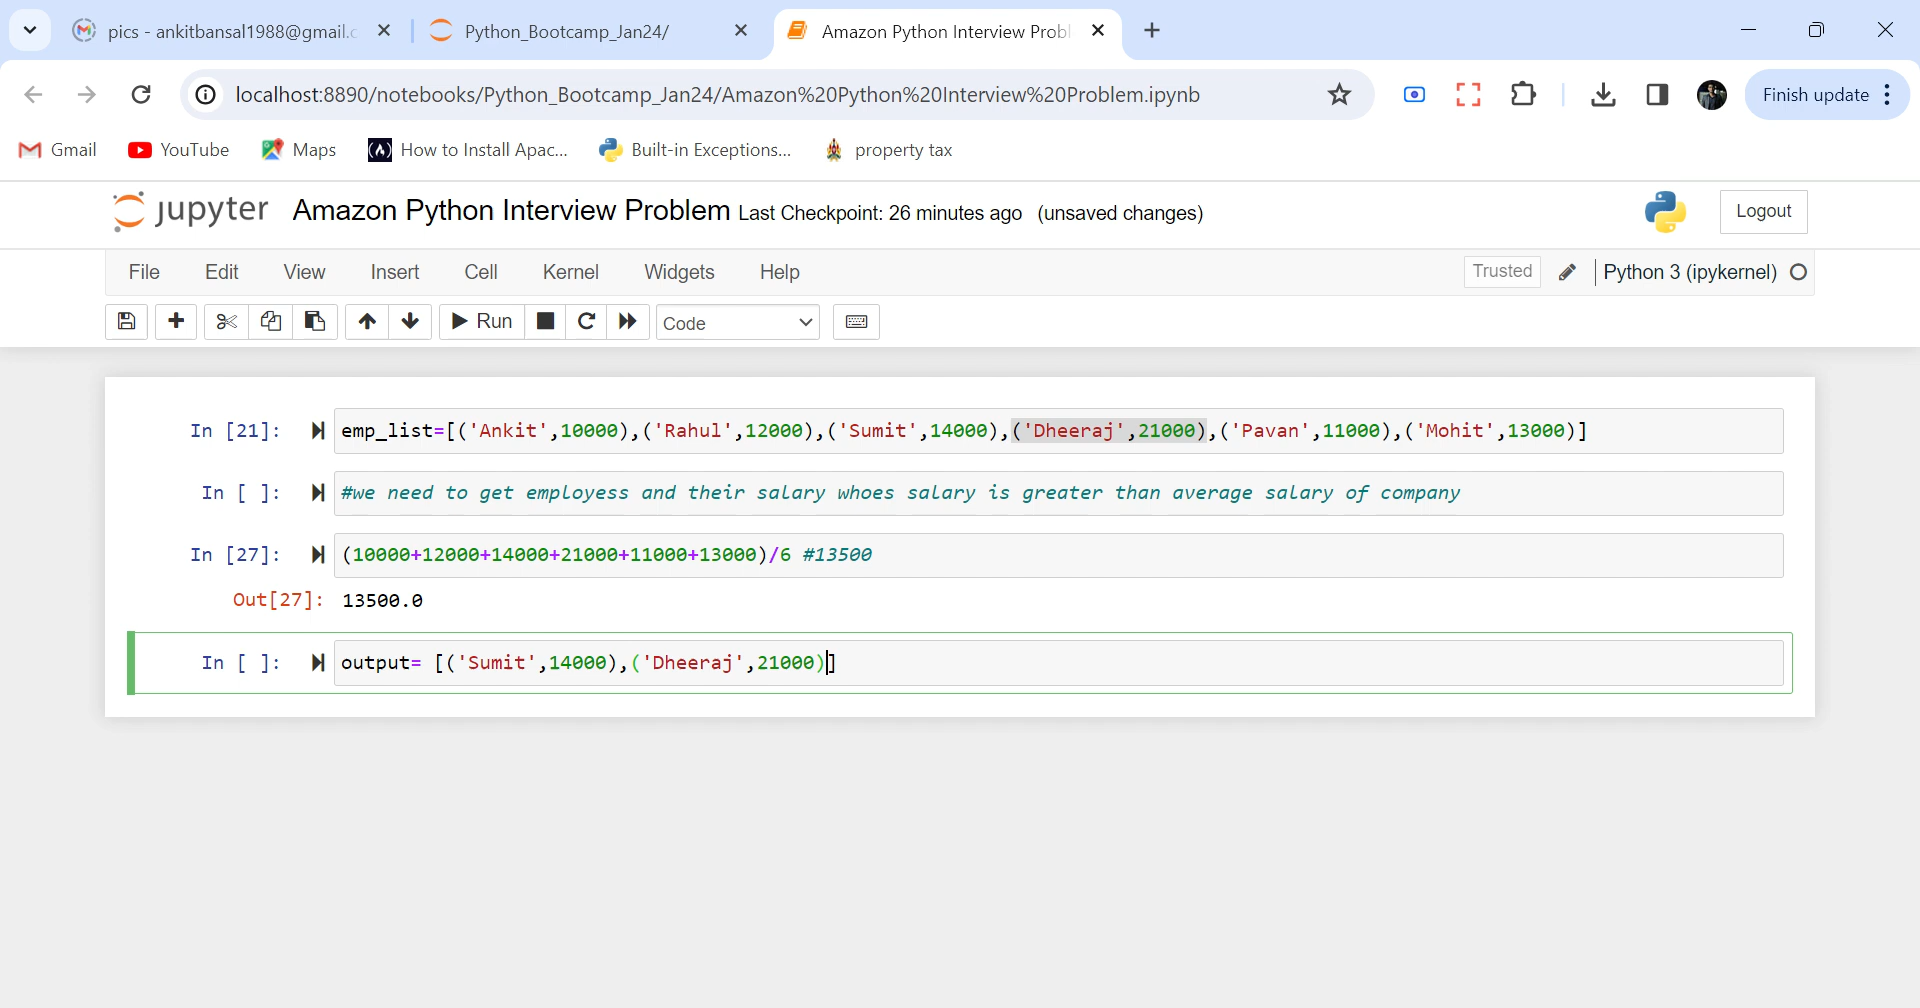 pics - ankitbansal1988@gmail.c
Python_Bootcamp_Jan24/
Amazon Python Interview Probl
localhost:8890/notebooks/Python_Bootcamp_Jan24/Amazon%20Python%20Interview%20Problem.ipynb
Finish update
Gmail
YouTube
Maps
How to Install Apac...
Built-in Exceptions...
property tax
jupyter Amazon Python Interview Problem Last Checkpoint: 26 minutes ago (unsaved changes)
Logout
File Edit View Insert Cell Kernel Widgets Help
Trusted
Python 3 (ipykernel)
Run
Code
In [21]: emp_list=[('Ankit',10000),('Rahul',12000),('Sumit',14000),('Dheeraj',21000),('Pavan',11000),('Mohit',13000)]
In [ ]: #we need to get employess and their salary whoes salary is greater than average salary of company
In [27]: (10000+12000+14000+21000+11000+13000)/6 #13500
Out[27]: 13500.0
In [ ]: output= [('Sumit',14000),('Dheeraj',21000)]